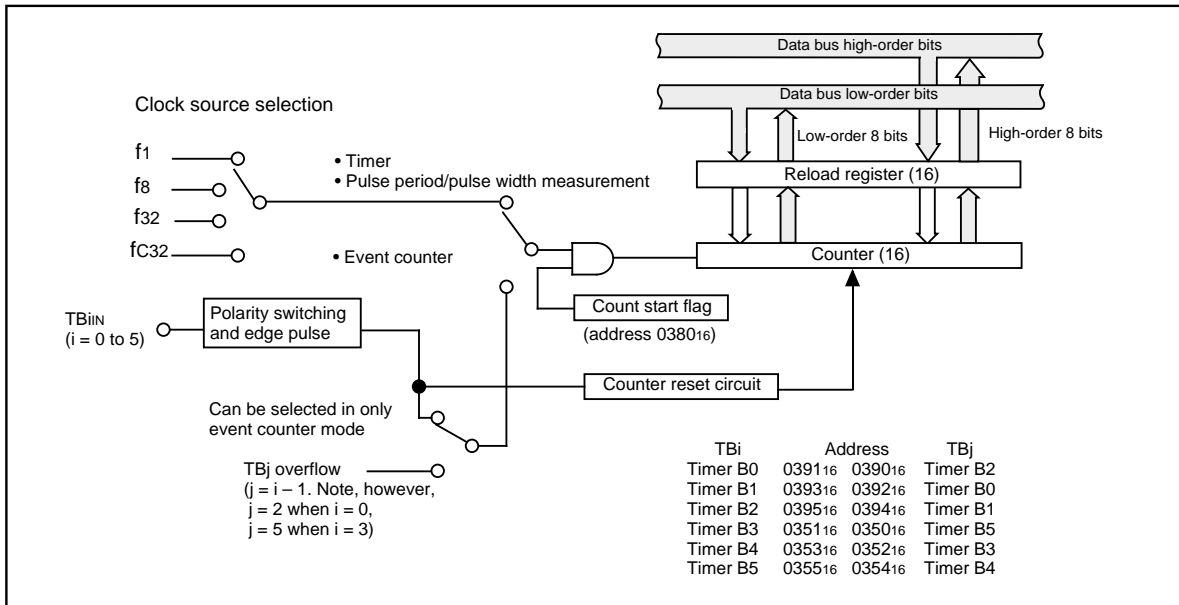 Data bus high-order bits
Data bus low-order bits
Clock source selection
Low-order 8 bits
High-order 8 bits
f1
• Timer
• Pulse period/pulse width measurement
Reload register (16)
f8
f32
fC32
• Event counter
Counter (16)
Count start flag
(address 038016)
TBiIN
(i = 0 to 5)
Polarity switching
and edge pulse
Counter reset circuit
Can be selected in only
event counter mode
TBj overflow
(j = i – 1. Note, however,
j = 2 when i = 0,
j = 5 when i = 3)
TBi Address TBj
Timer B0 039116 039016 Timer B2
Timer B1 039316 039216 Timer B0
Timer B2 039516 039416 Timer B1
Timer B3 035116 035016 Timer B5
Timer B4 035316 035216 Timer B3
Timer B5 035516 035416 Timer B4